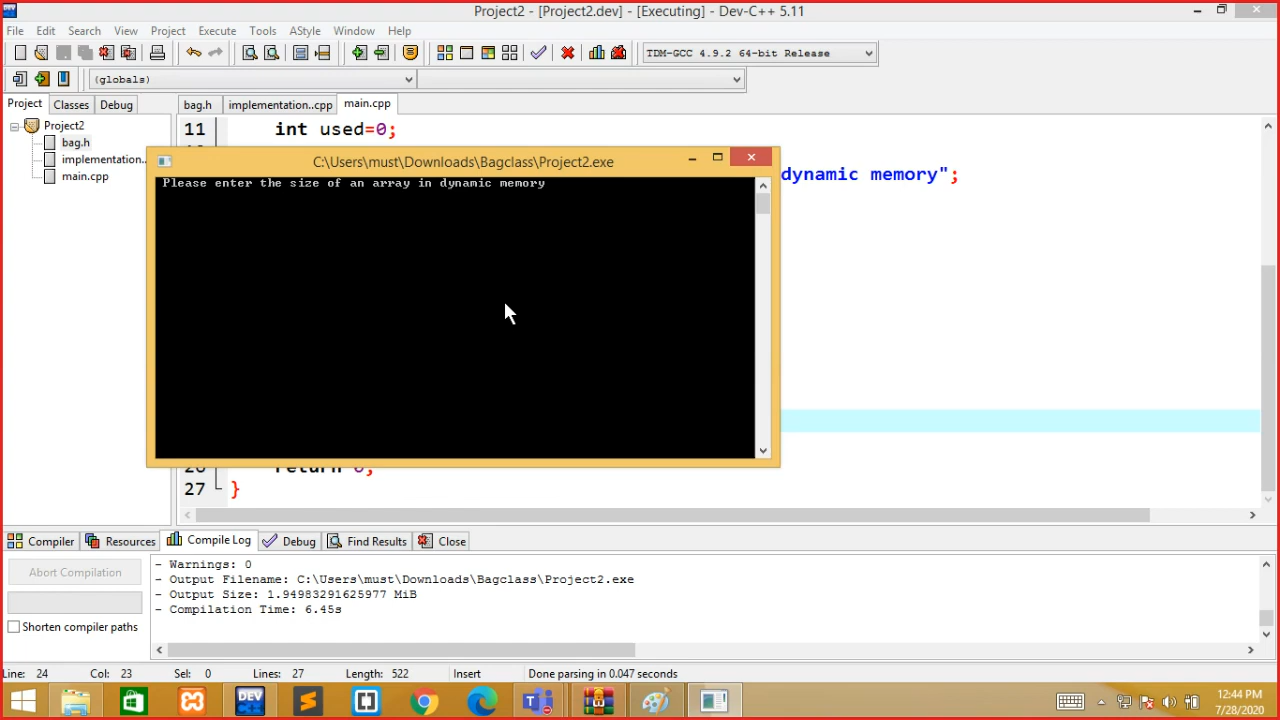 Project2 - [Project2.dev] - [Executing] - Dev-C++ 5.11
File Edit Search View Project Execute Tools AStyle Window Help
TDM-GCC 4.9.2 64-bit Release
(globals)
Project Classes Debug
bag.h implementation..cpp main.cpp
Project2
bag.h
implementation..
main.cpp
11 int used=0;
dynamic memory";
C:\Users\must\Downloads\Bagclass\Project2.exe
Please enter the size of an array in dynamic memory
27 }
Compiler Resources Compile Log Debug Find Results Close
Abort Compilation
Shorten compiler paths
- Warnings: 0
- Output Filename: C:\Users\must\Downloads\Bagclass\Project2.exe
- Output Size: 1.94983291625977 MiB
- Compilation Time: 6.45s
Line: 24 Col: 23 Sel: 0 Lines: 27 Length: 522 Insert Done parsing in 0.047 seconds
DEV
12:44 PM
7/28/2020